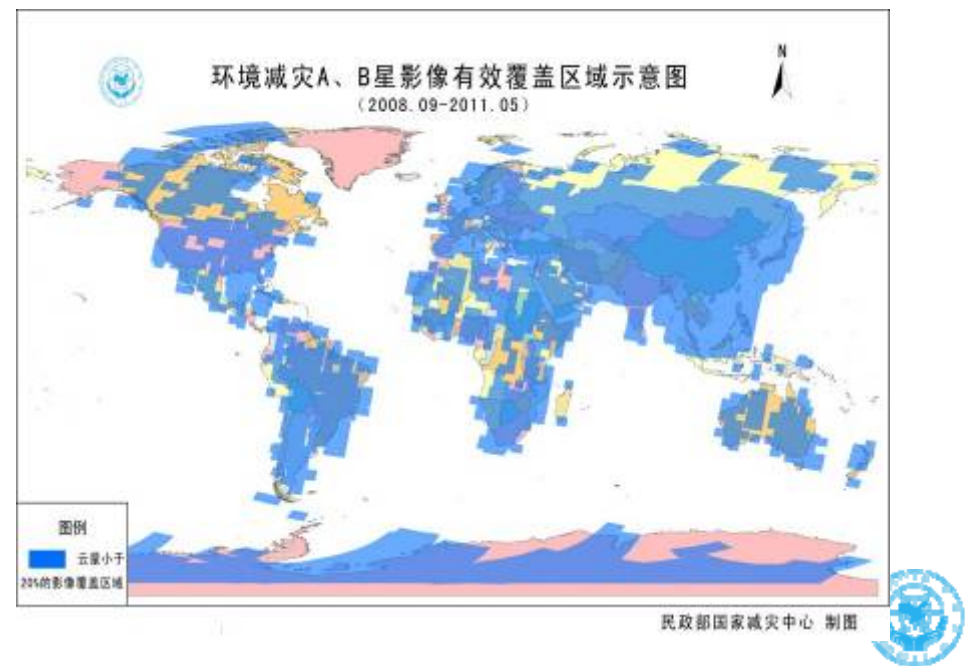 N
环境减灾A、B星影像有效覆盖区域示意图
(2008.09-2011.05)
图例
云量小于
20%的影像覆盖区域
民政部国家减灾中心 制图